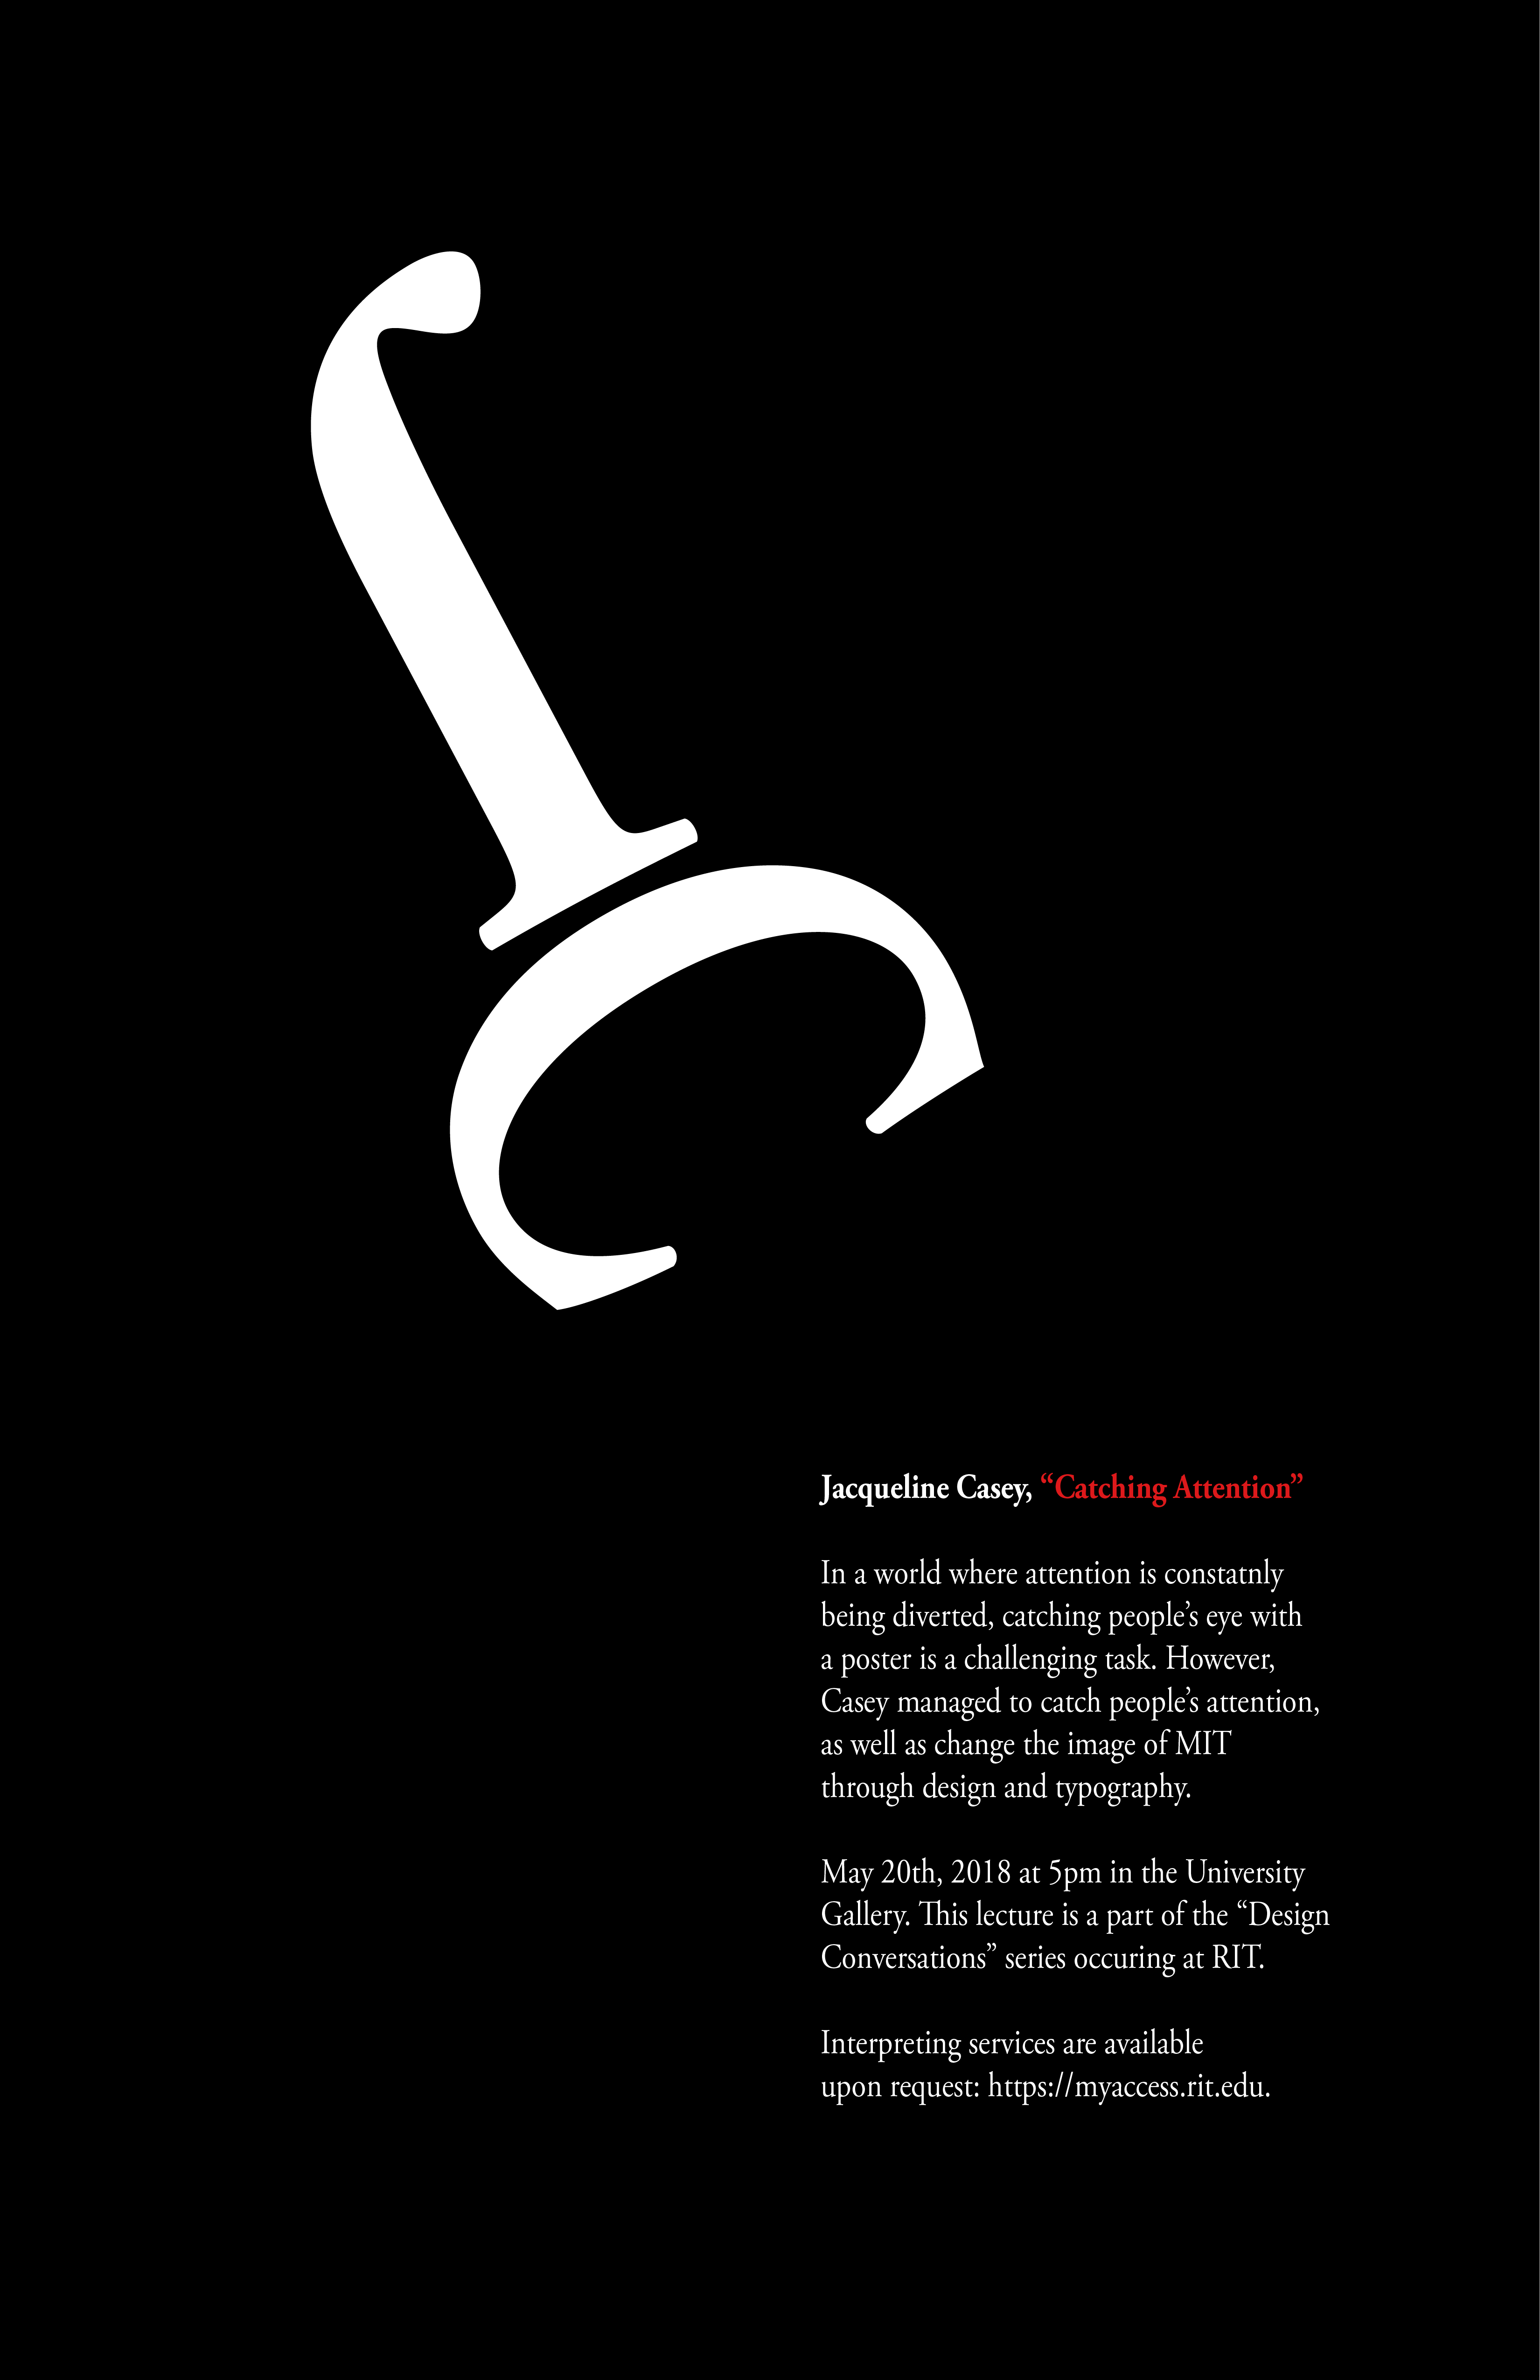 J
C
Jacqueline Casey, “Catching Attention”
In a world where attention is constatnly
being diverted, catching people’s eye with
a poster is a challenging task. However,
Casey managed to catch people’s attention,
as well as change the image of MIT
through design and typography.
May 20th, 2018 at 5pm in the University
Gallery. This lecture is a part of the “Design
Conversations” series occuring at RIT.
Interpreting services are available
upon request: https://myaccess.rit.edu.